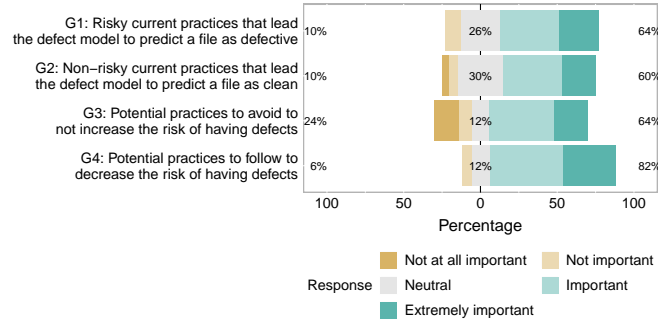 G1: Risky current practices that lead
the defect model to predict a file as defective
10% 26% 64%
G2: Non−risky current practices that lead
the defect model to predict a file as clean
10% 30% 60%
G3: Potential practices to avoid to
not increase the risk of having defects
24% 12% 64%
G4: Potential practices to follow to
decrease the risk of having defects
6% 12% 82%
100 50 0 50 100
Percentage
Response
Not at all important
Not important
Neutral
Important
Extremely important